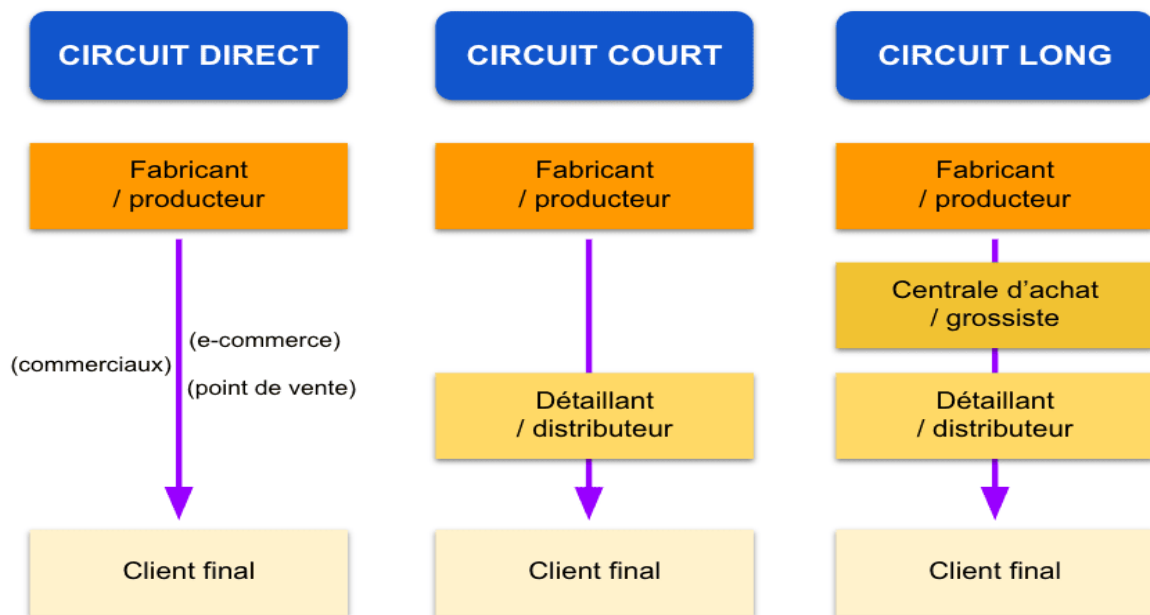 CIRCUIT DIRECT
Fabricant
/ producteur
(commerciaux)
(e-commerce)
(point de vente)
Client final
CIRCUIT COURT
Fabricant
/ producteur
Détaillant
/ distributeur
Client final
CIRCUIT LONG
Fabricant
/ producteur
Centrale d’achat
/ grossiste
Détaillant
/ distributeur
Client final